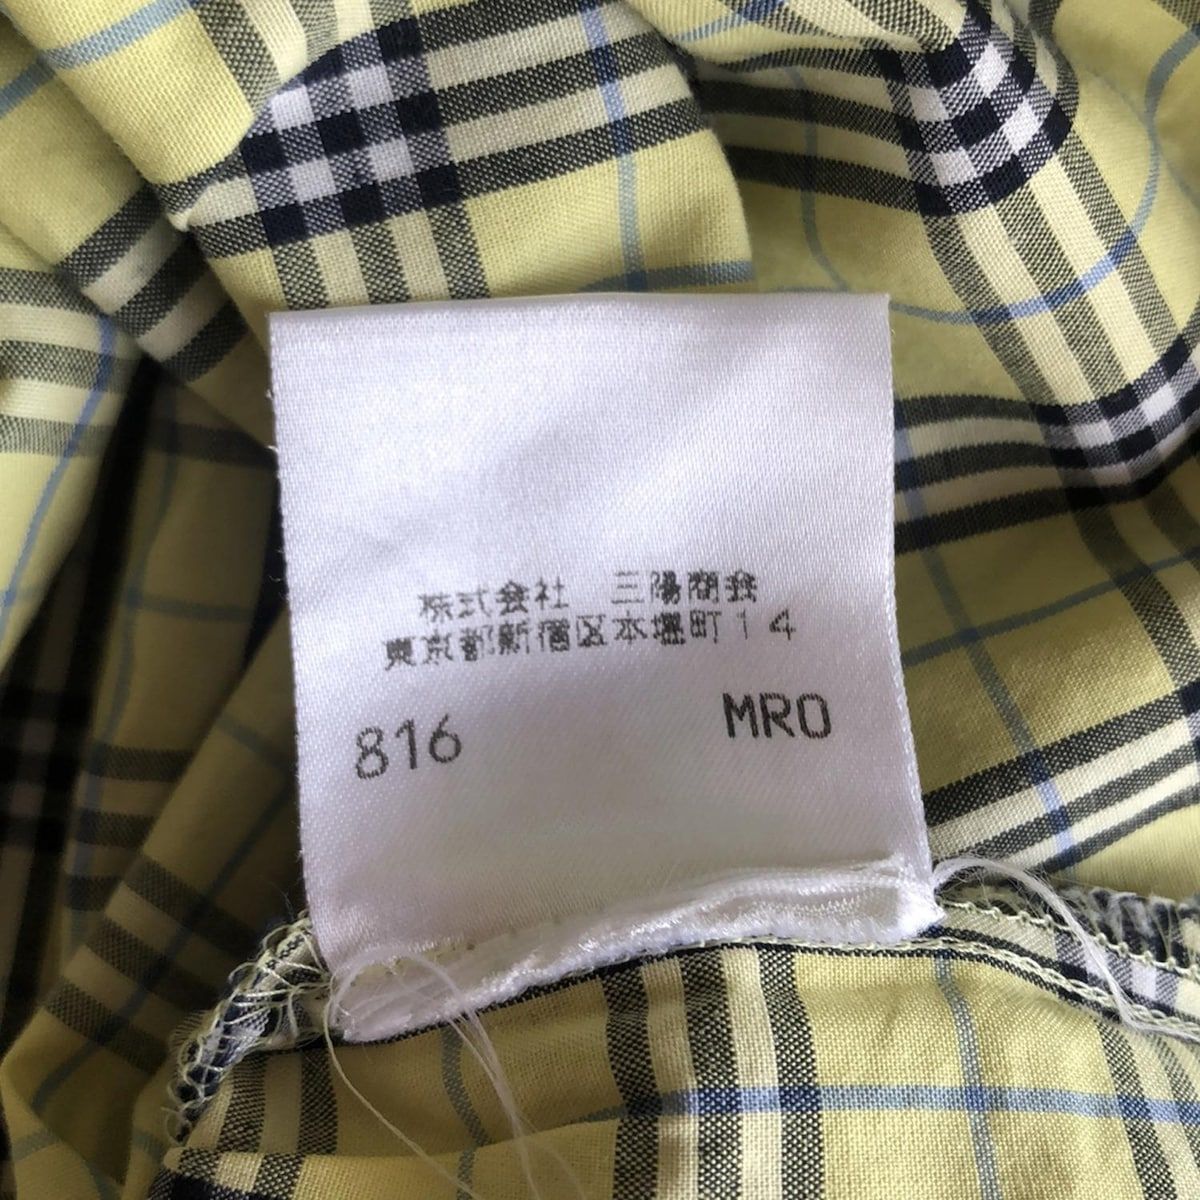 株式会社　三陽商会
東京都新宿区本塩町14
816 MRO